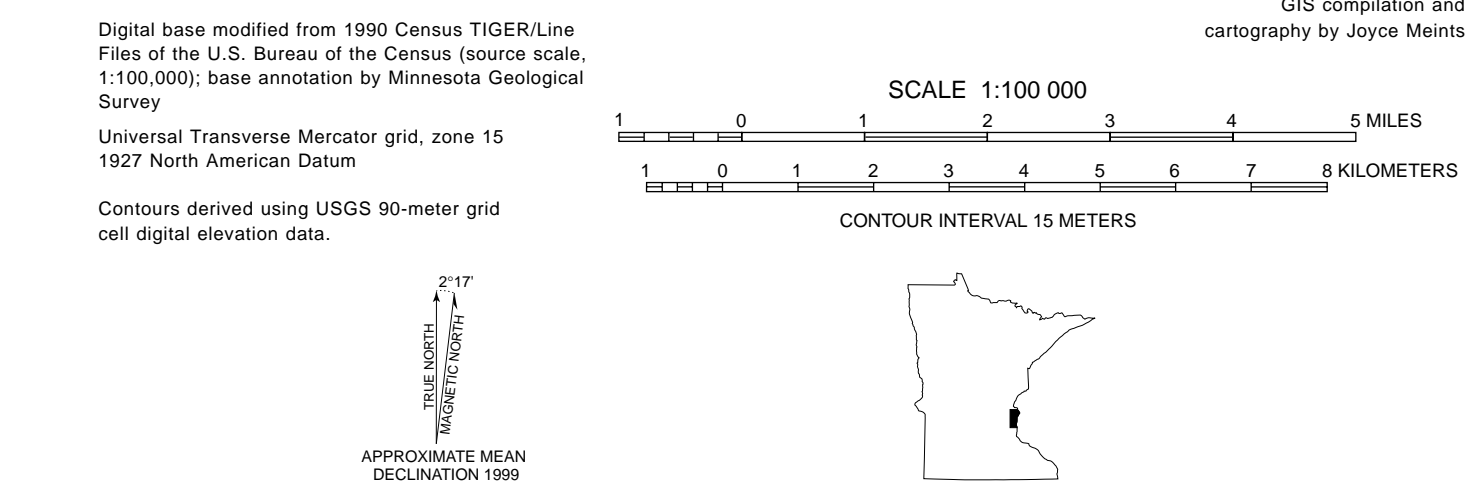 Digital base modified from 1990 Census TIGER/Line
Files of the U.S. Bureau of the Census (source scale,
1:100,000); base annotation by Minnesota Geological
Survey
Universal Transverse Mercator grid, zone 15
1927 North American Datum
Contours derived using USGS 90-meter grid
cell digital elevation data.
GIS compilation and
cartography by Joyce Meints
SCALE 1:100 000
1 0 1 2 3 4 5 MILES
1 0 1 2 3 4 5 6 7 8 KILOMETERS
CONTOUR INTERVAL 15 METERS
2°17'
TRUE NORTH
MAGNETIC NORTH
APPROXIMATE MEAN
DECLINATION 1999